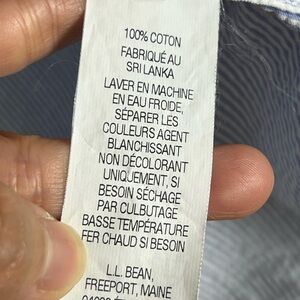 100% COTON
FABRIQUÉ AU
SRI LANKA
LAVER EN MACHINE
EN EAU FROIDE,
SÉPARER LES
COULEURS AGENT
BLANCHISSANT
NON DÉCOLORANT
UNIQUEMENT, SI
BESOIN SÉCHAGE
PAR CULBUTAGE
BASSE TEMPÉRATURE
FER CHAUD SI BESOIN
L.L. BEAN,
FREEPORT, MAINE